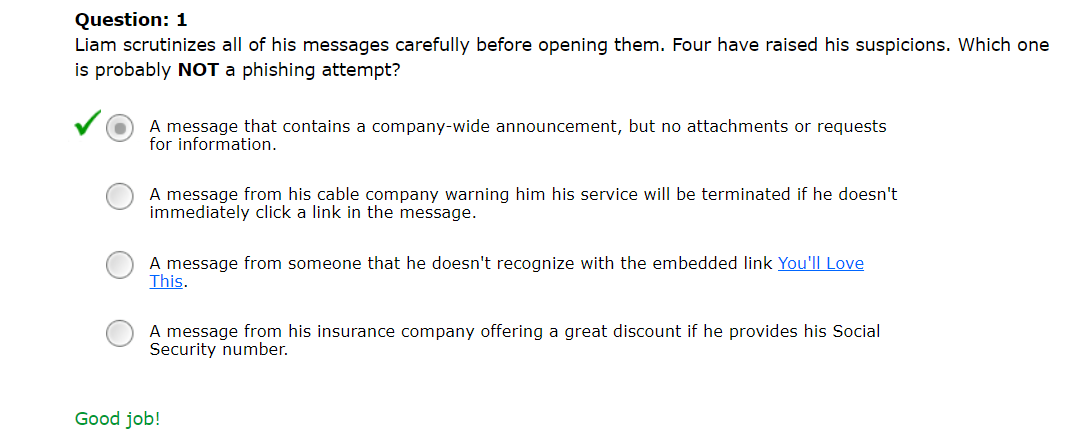 Question: 1
Liam scrutinizes all of his messages carefully before opening them. Four have raised his suspicions. Which one
is probably NOT a phishing attempt?
A message that contains a company-wide announcement, but no attachments or requests
for information.
A message from his cable company warning him his service will be terminated if he doesn't
immediately click a link in the message.
A message from someone that he doesn't recognize with the embedded link You'll Love
This.
A message from his insurance company offering a great discount if he provides his Social
Security number.
Good job!